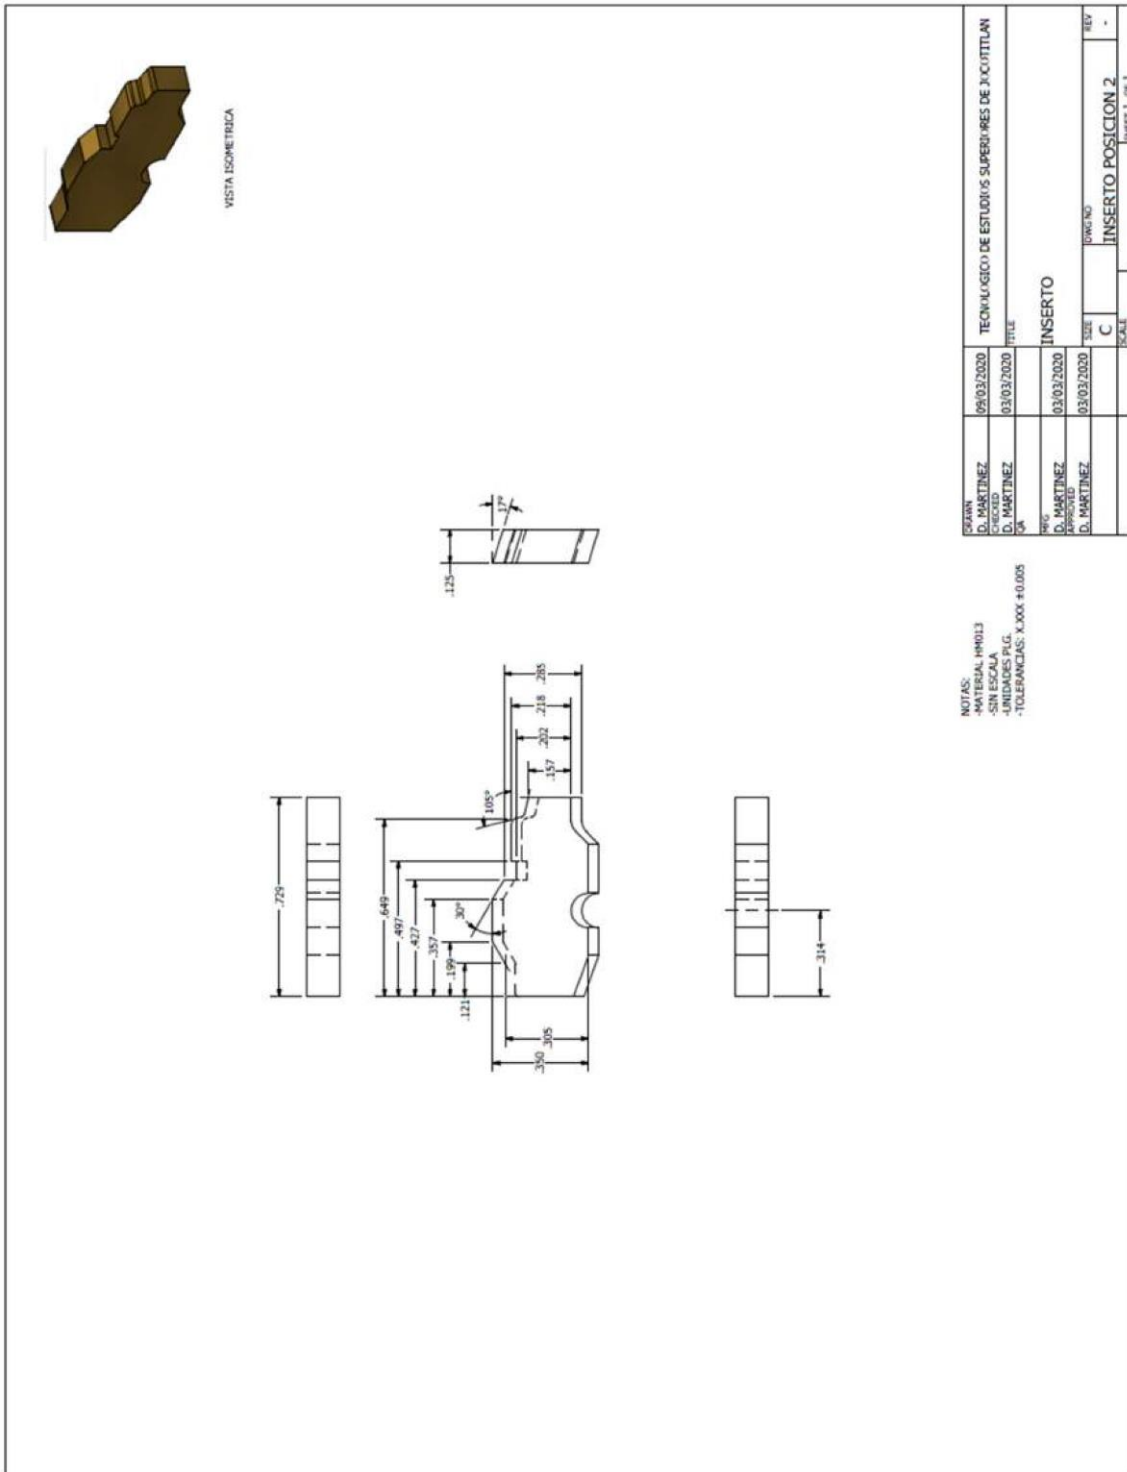 VISTA ISOMETRICA
.729
.649
.497
.427
.357
.199
.121
30°
105°
.285
.218
.202
.157
.305
.350
.125
17°
.314
NOTAS:
-MATERIAL HM013
-SIN ESCALA
-UNIDADES PLG.
-TOLERANCIAS: X.XXX ±0.005
DRAWN
D. MARTINEZ 09/03/2020
CHECKED
D. MARTINEZ 03/03/2020
QA
MFG
D. MARTINEZ 03/03/2020
APPROVED
D. MARTINEZ 03/03/2020
TECNOLOGICO DE ESTUDIOS SUPERIORES DE JOCOTITLAN
TITLE
INSERTO
SIZE
C
DWG NO
INSERTO POSICION 2
REV
-
SCALE